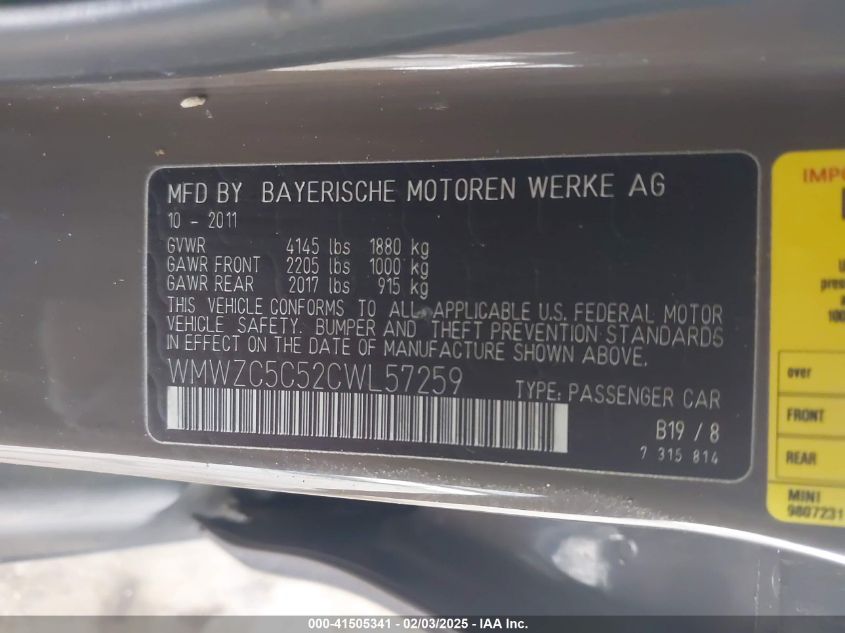 MFD BY BAYERISCHE MOTOREN WERKE AG
10 - 2011
GVWR 4145 lbs 1880 kg
GAWR FRONT 2205 lbs 1000 kg
GAWR REAR 2017 lbs 915 kg
THIS VEHICLE CONFORMS TO ALL APPLICABLE U.S. FEDERAL MOTOR
VEHICLE SAFETY, BUMPER AND THEFT PREVENTION STANDARDS
IN EFFECT ON THE DATE OF MANUFACTURE SHOWN ABOVE.
WMWZC5C52CWL57259 TYPE: PASSENGER CAR
B19 / 8
7 315 814
IMPO
pres
100
over
FRONT
REAR
MINI
9807231
000-41505341 - 02/03/2025 - IAA Inc.